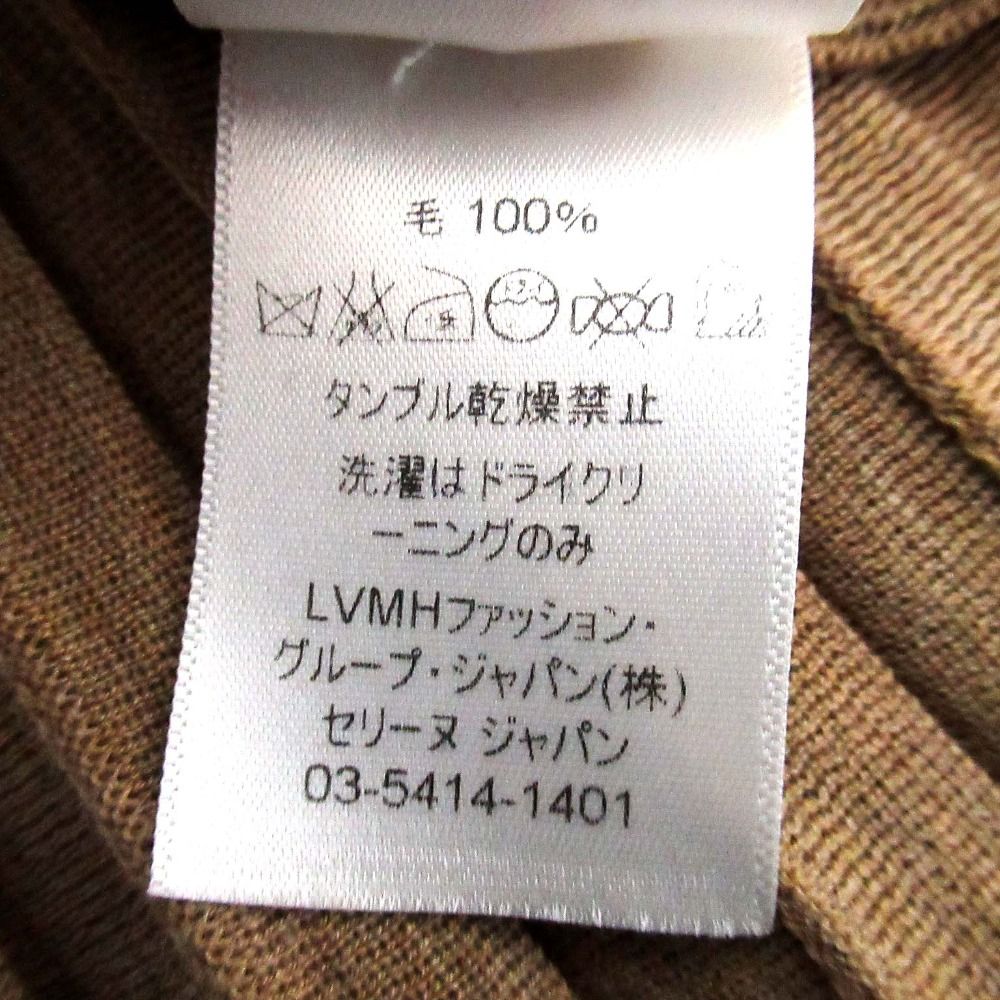 毛 100%
タンブル乾燥禁止
洗濯はドライクリ
ーニングのみ
LVMHファッション・
グループ・ジャパン(株)
セリーヌ ジャパン
03-5414-1401